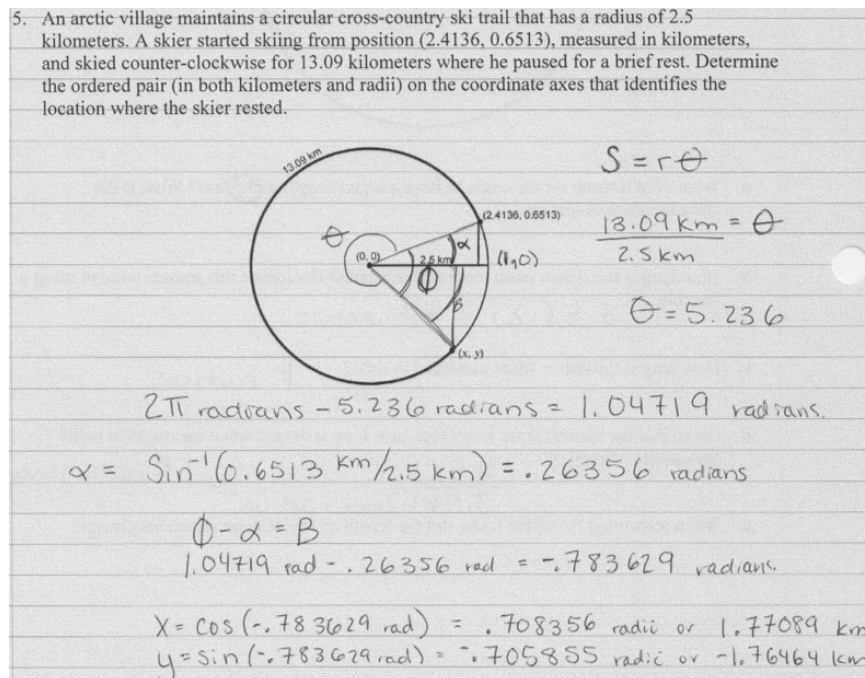 5. An arctic village maintains a circular cross-country ski trail that has a radius of 2.5
kilometers. A skier started skiing from position (2.4136, 0.6513), measured in kilometers,
and skied counter-clockwise for 13.09 kilometers where he paused for a brief rest. Determine
the ordered pair (in both kilometers and radii) on the coordinate axes that identifies the
location where the skier rested.
13.09 km
S = rθ
(2.4136, 0.6513)
θ
α
13.09 km = θ
(0, 0)
2.5 km
(1,0)
2.5 km
ϕ
B
θ = 5.236
(x, y)
2π radians - 5.236 radians = 1.04719 radians.
α = Sin⁻¹(0.6513 km/2.5 km) = .26356 radians
ϕ - α = B
1.04719 rad - .26356 rad = -.783629 radians.
X = cos(-.783629 rad) = .708356 radii or 1.77089 km
y = sin(-.783629 rad) = -.705855 radii or -1.76464 km